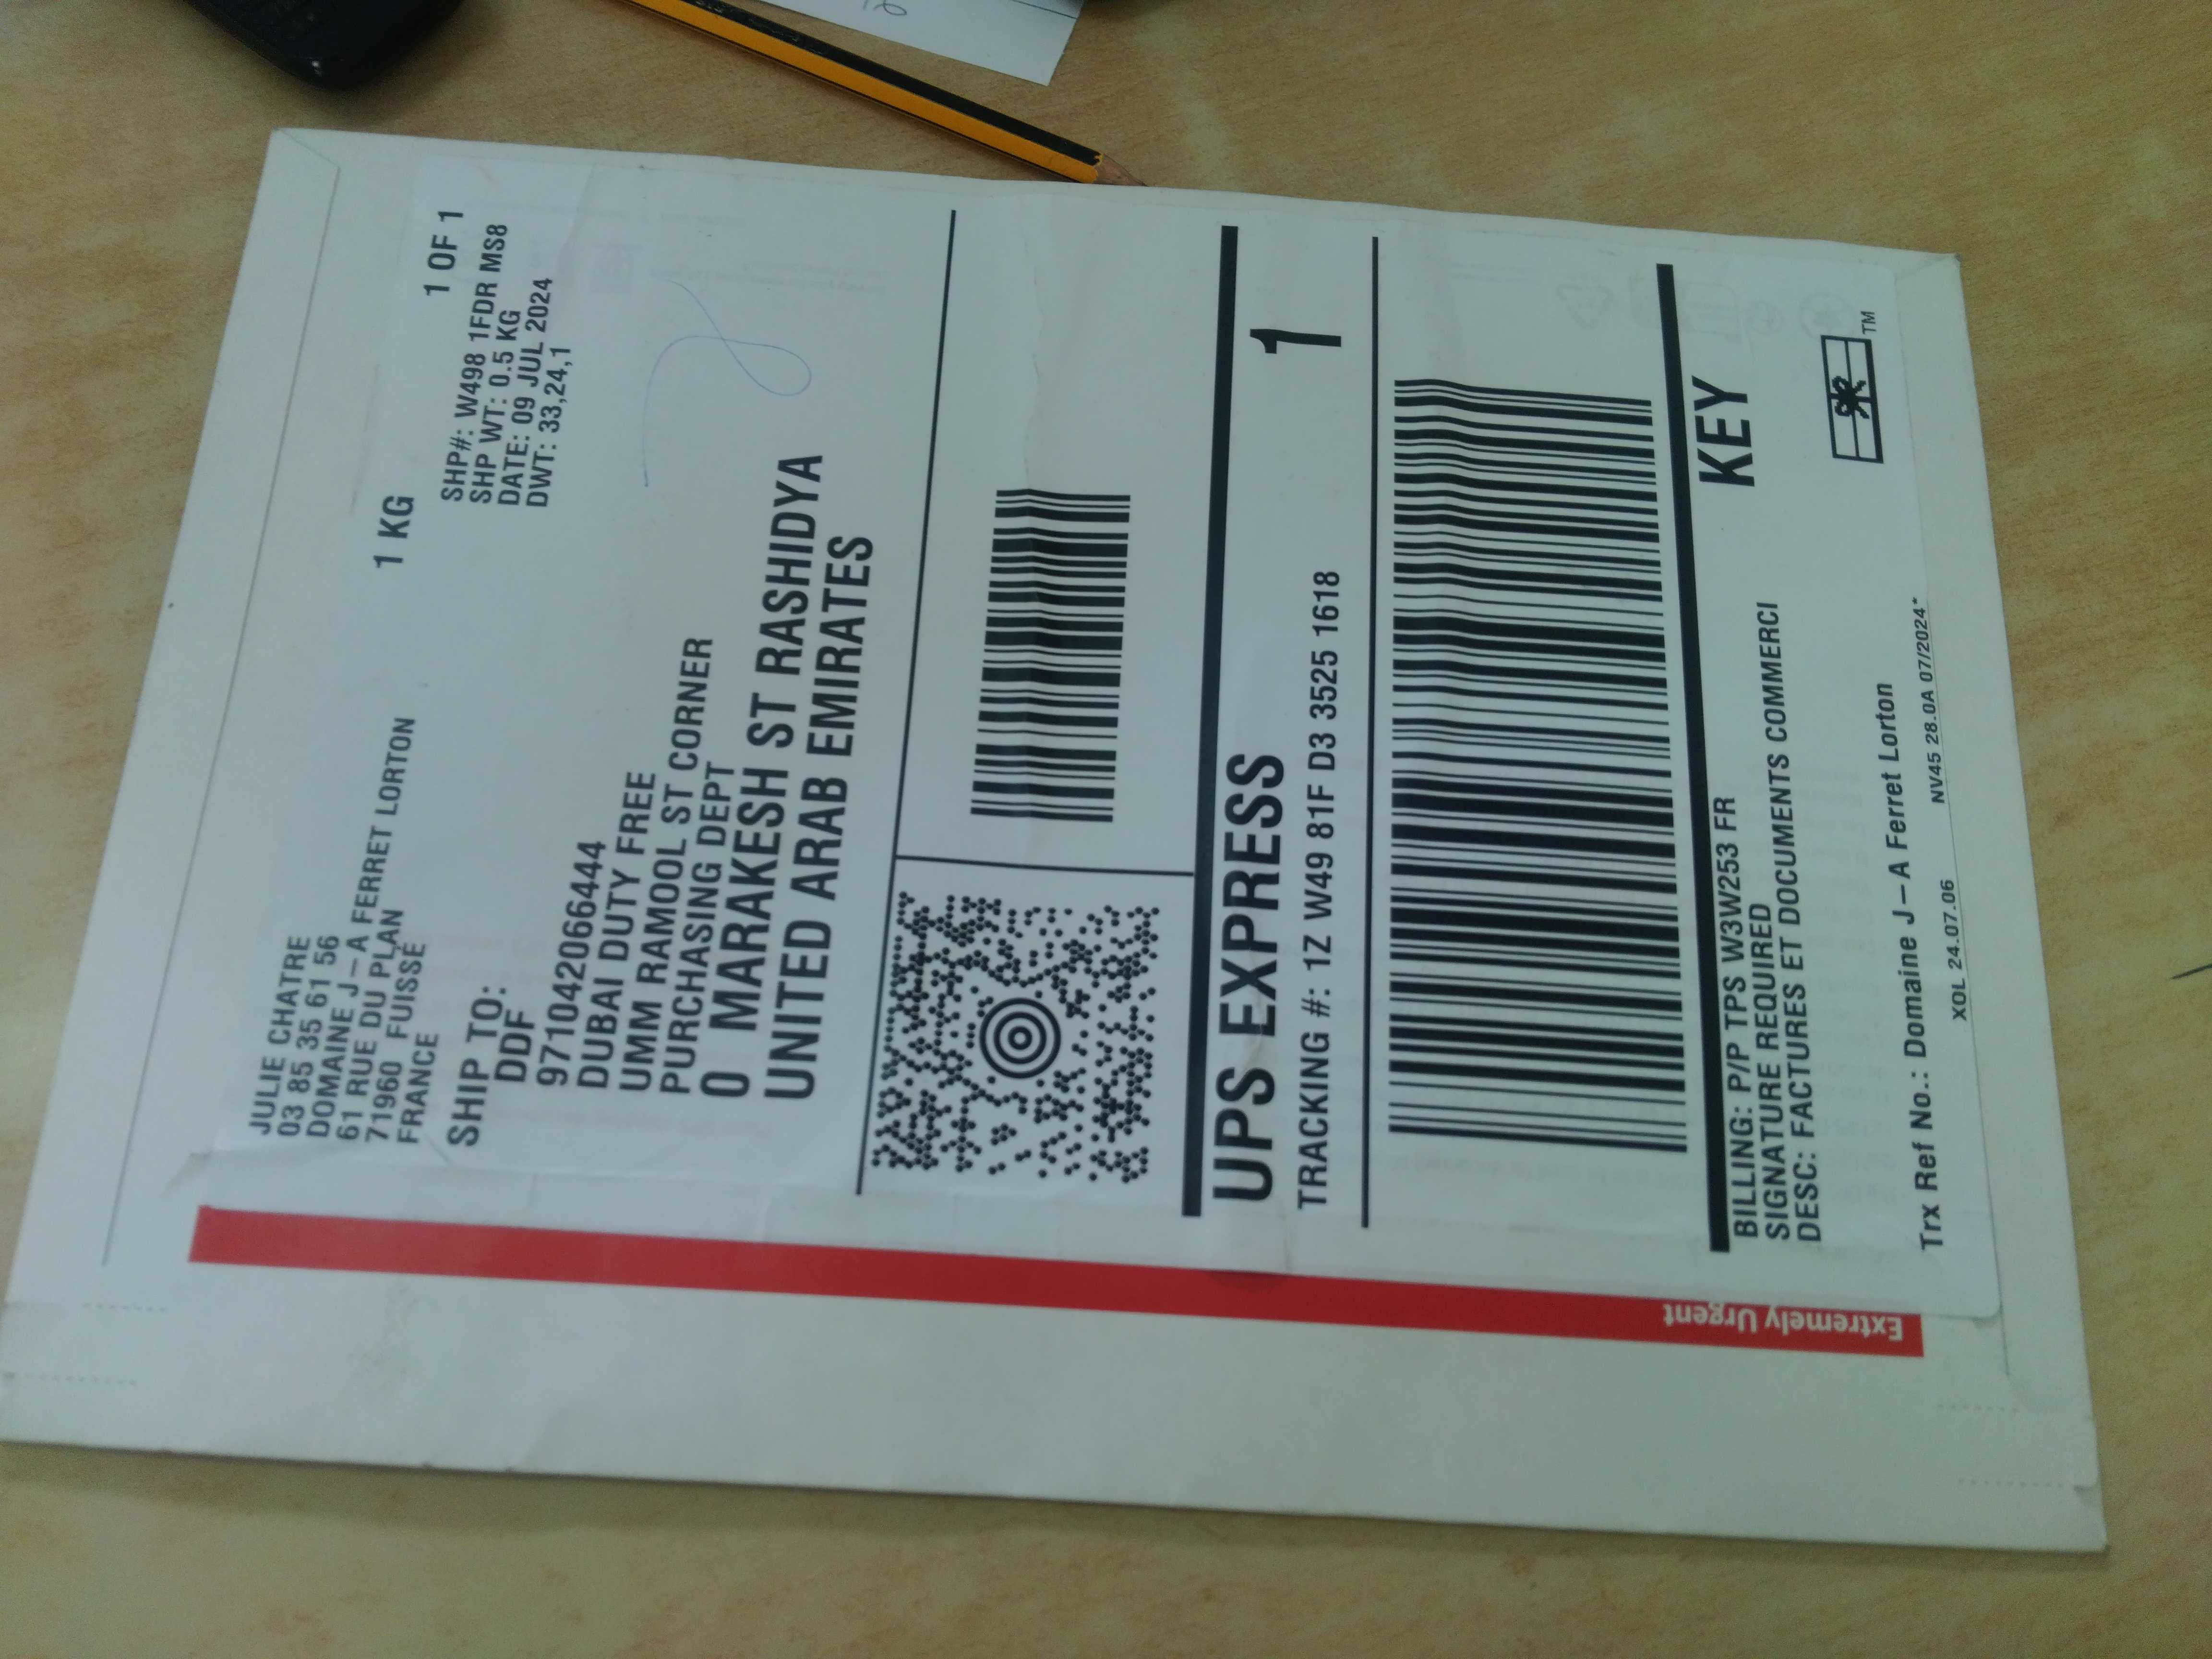 JULIE CHATRE
03 85 35 61 56
DOMAINE J-A FERRET LORTON
61 RUE DU PLAN
71960 FUISSÉ
FRANCE
1 KG
1 OF 1
SHP#: W498 1FDR MS8
SHP WT: 0.5 KG
DATE: 09 JUL 2024
DWT: 33,24,1
SHIP TO:
DDF
971042066444
DUBAI DUTY FREE
UMM RAMOOL ST CORNER
PURCHASING DEPT
0 MARAKESH ST RASHIDYA
UNITED ARAB EMIRATES
UPS EXPRESS
1
TRACKING #: 1Z W49 81F D3 3525 1618
BILLING: P/P TPS W3W253 FR
SIGNATURE REQUIRED
DESC: FACTURES ET DOCUMENTS COMMERCI
KEY
Trx Ref No.: Domaine J-A Ferret Lorton
XOL 24.07.06
NV45 28.0A 07/2024*
TM
Extremely Urgent